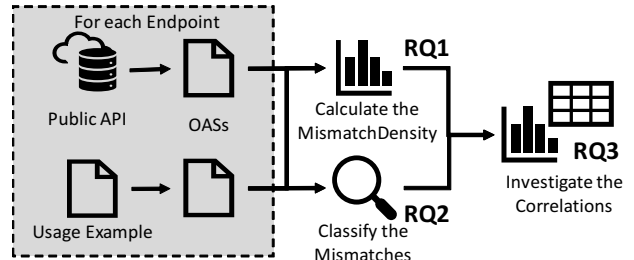 For each Endpoint
Public API
OASs
Usage Example
RQ1
Calculate the
MismatchDensity
RQ2
Classify the
Mismatches
RQ3
Investigate the
Correlations